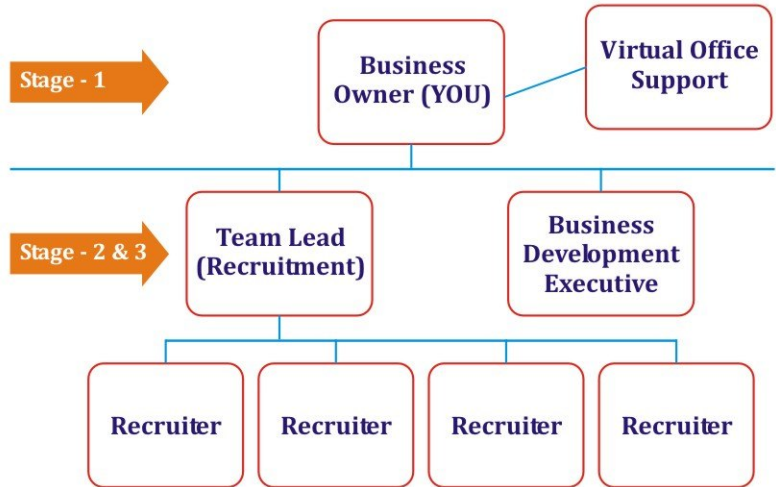 Stage - 1
Business
Owner (YOU)
Virtual Office
Support
Stage - 2 & 3
Team Lead
(Recruitment)
Business
Development
Executive
Recruiter
Recruiter
Recruiter
Recruiter